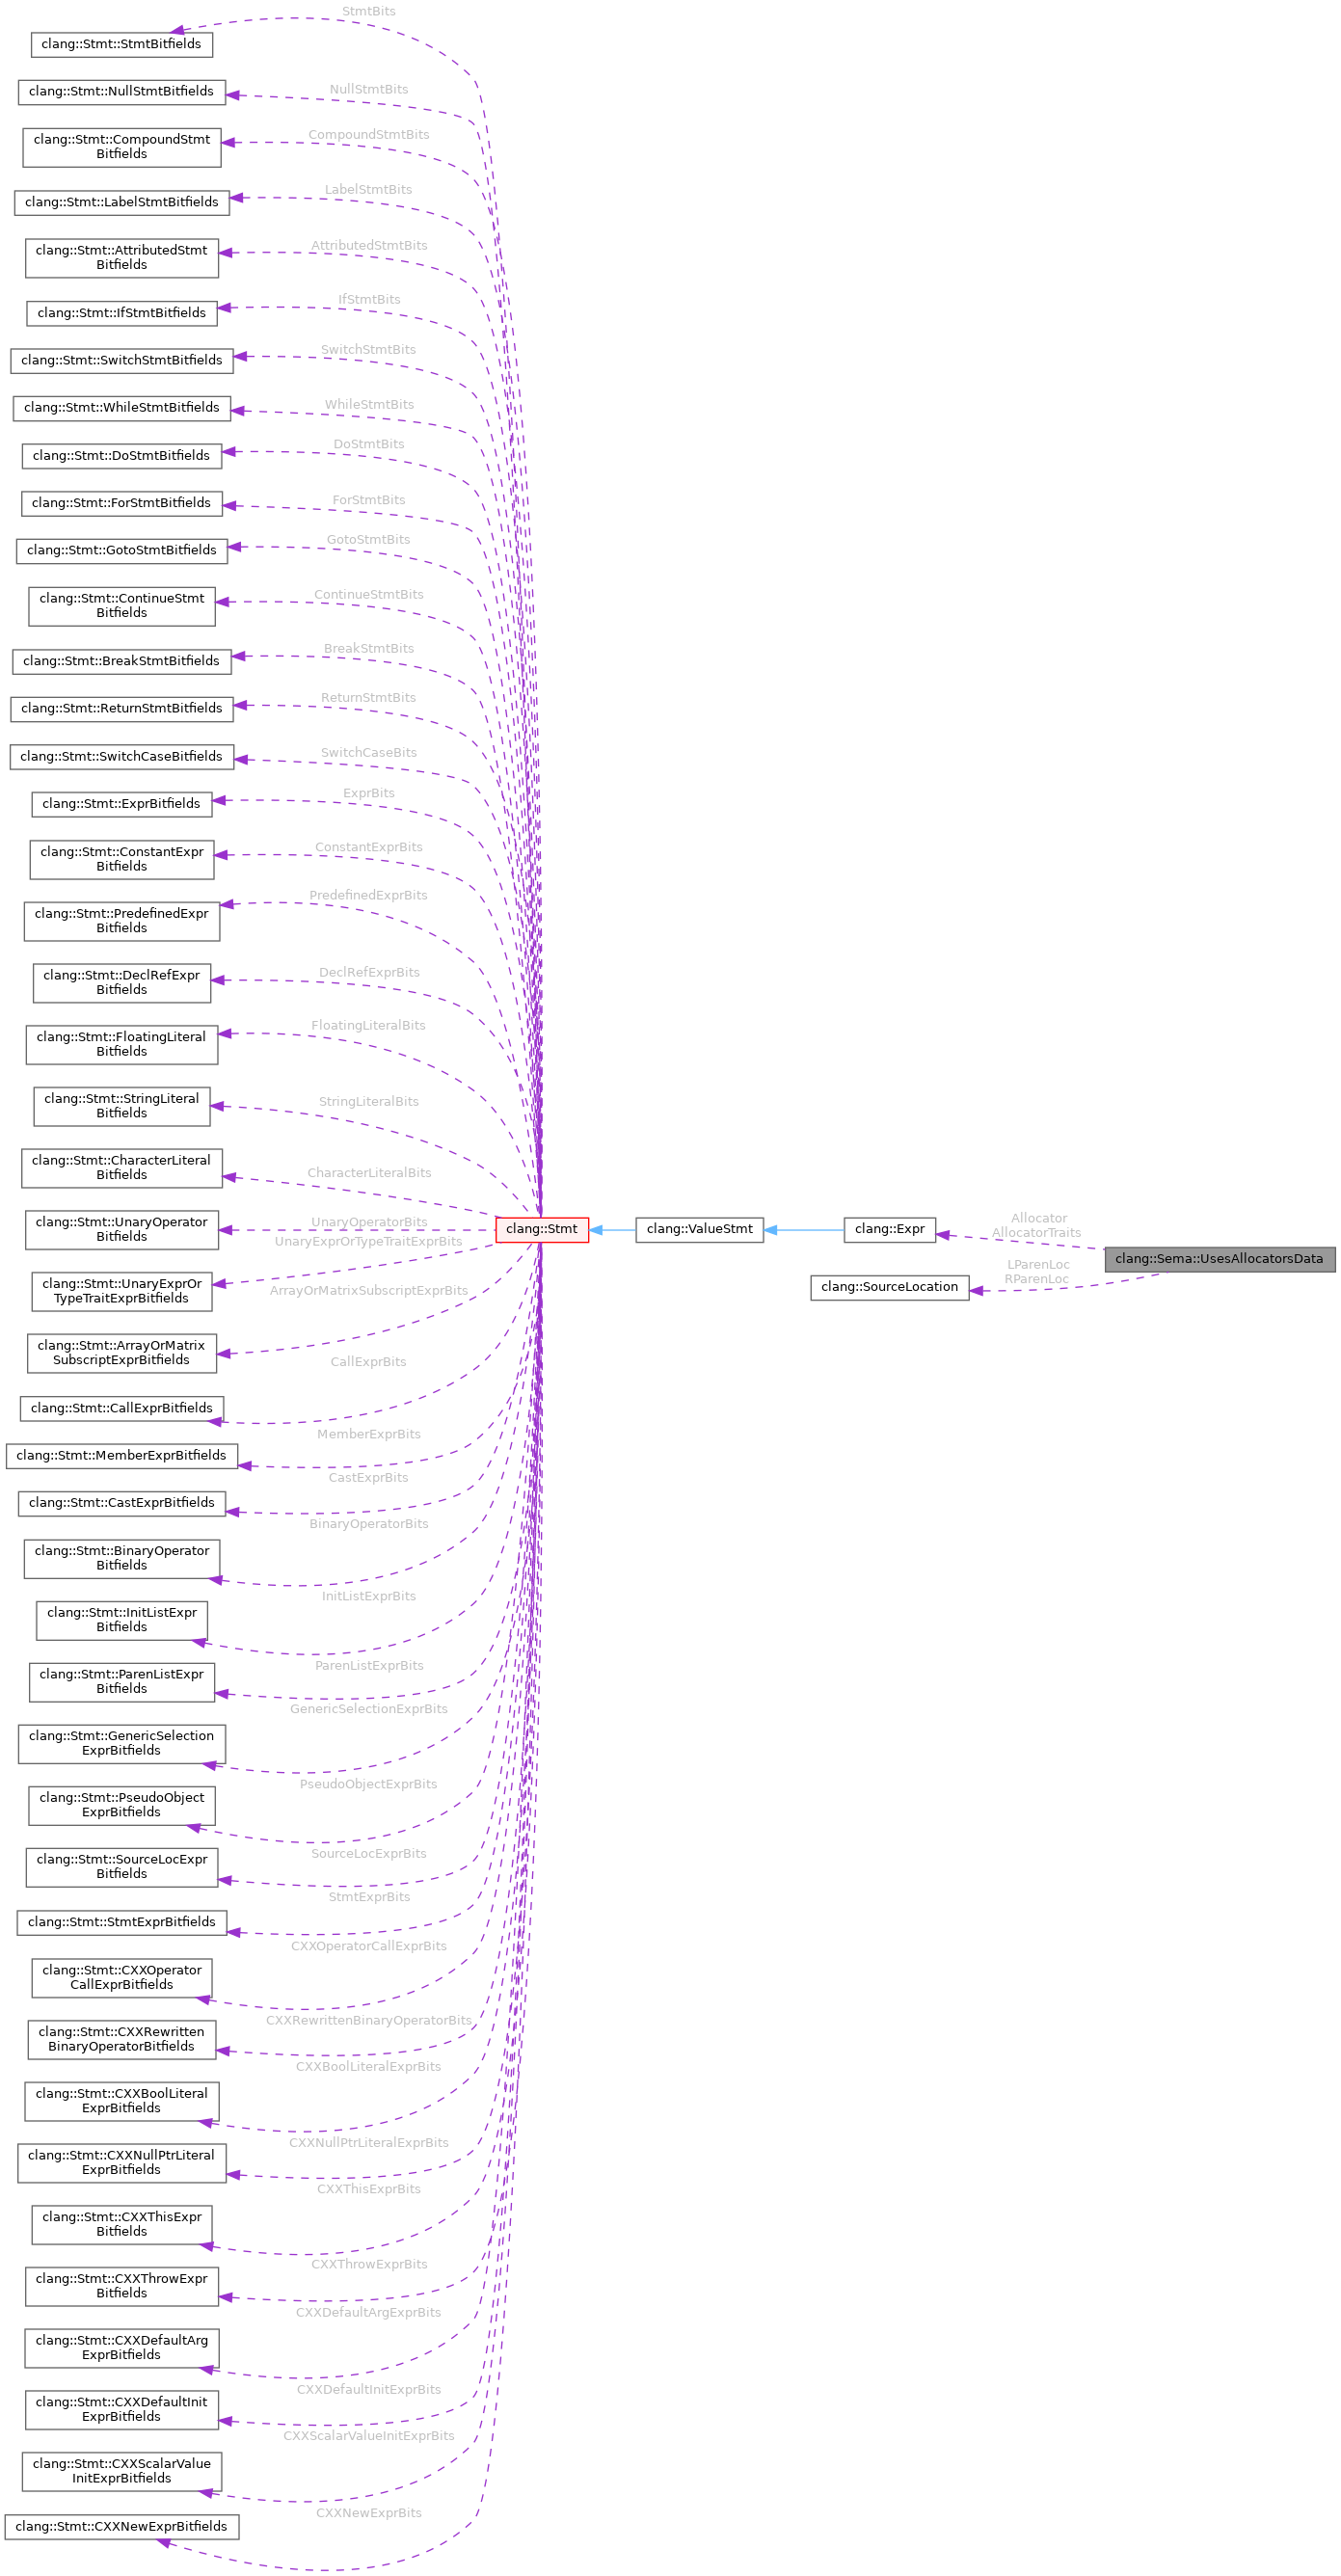 StmtBits
clang::Stmt::StmtBitfields
NullStmtBits
clang::Stmt::NullStmtBitfields
CompoundStmtBits
clang::Stmt::CompoundStmt
Bitfields
LabelStmtBits
clang::Stmt::LabelStmtBitfields
AttributedStmtBits
clang::Stmt::AttributedStmt
Bitfields
IfStmtBits
clang::Stmt::IfStmtBitfields
SwitchStmtBits
clang::Stmt::SwitchStmtBitfields
WhileStmtBits
clang::Stmt::WhileStmtBitfields
DoStmtBits
clang::Stmt::DoStmtBitfields
ForStmtBits
clang::Stmt::ForStmtBitfields
GotoStmtBits
clang::Stmt::GotoStmtBitfields
ContinueStmtBits
clang::Stmt::ContinueStmt
Bitfields
BreakStmtBits
clang::Stmt::BreakStmtBitfields
ReturnStmtBits
clang::Stmt::ReturnStmtBitfields
SwitchCaseBits
clang::Stmt::SwitchCaseBitfields
ExprBits
clang::Stmt::ExprBitfields
ConstantExprBits
clang::Stmt::ConstantExpr
Bitfields
PredefinedExprBits
clang::Stmt::PredefinedExpr
Bitfields
DeclRefExprBits
clang::Stmt::DeclRefExpr
Bitfields
FloatingLiteralBits
clang::Stmt::FloatingLiteral
Bitfields
StringLiteralBits
clang::Stmt::StringLiteral
Bitfields
CharacterLiteralBits
clang::Stmt::CharacterLiteral
Bitfields
UnaryOperatorBits
clang::Stmt::UnaryOperator
Bitfields
clang::Stmt
clang::ValueStmt
clang::Expr
Allocator
AllocatorTraits
clang::Sema::UsesAllocatorsData
LParenLoc
RParenLoc
clang::SourceLocation
UnaryExprOrTypeTraitExprBits
clang::Stmt::UnaryExprOr
TypeTraitExprBitfields
ArrayOrMatrixSubscriptExprBits
clang::Stmt::ArrayOrMatrix
SubscriptExprBitfields
CallExprBits
clang::Stmt::CallExprBitfields
MemberExprBits
clang::Stmt::MemberExprBitfields
CastExprBits
clang::Stmt::CastExprBitfields
BinaryOperatorBits
clang::Stmt::BinaryOperator
Bitfields
InitListExprBits
clang::Stmt::InitListExpr
Bitfields
ParenListExprBits
clang::Stmt::ParenListExpr
Bitfields
GenericSelectionExprBits
clang::Stmt::GenericSelection
ExprBitfields
PseudoObjectExprBits
clang::Stmt::PseudoObject
ExprBitfields
SourceLocExprBits
clang::Stmt::SourceLocExpr
Bitfields
StmtExprBits
clang::Stmt::StmtExprBitfields
CXXOperatorCallExprBits
clang::Stmt::CXXOperator
CallExprBitfields
CXXRewrittenBinaryOperatorBits
clang::Stmt::CXXRewritten
BinaryOperatorBitfields
CXXBoolLiteralExprBits
clang::Stmt::CXXBoolLiteral
ExprBitfields
CXXNullPtrLiteralExprBits
clang::Stmt::CXXNullPtrLiteral
ExprBitfields
CXXThisExprBits
clang::Stmt::CXXThisExpr
Bitfields
CXXThrowExprBits
clang::Stmt::CXXThrowExpr
Bitfields
CXXDefaultArgExprBits
clang::Stmt::CXXDefaultArg
ExprBitfields
CXXDefaultInitExprBits
clang::Stmt::CXXDefaultInit
ExprBitfields
CXXScalarValueInitExprBits
clang::Stmt::CXXScalarValue
InitExprBitfields
CXXNewExprBits
clang::Stmt::CXXNewExprBitfields